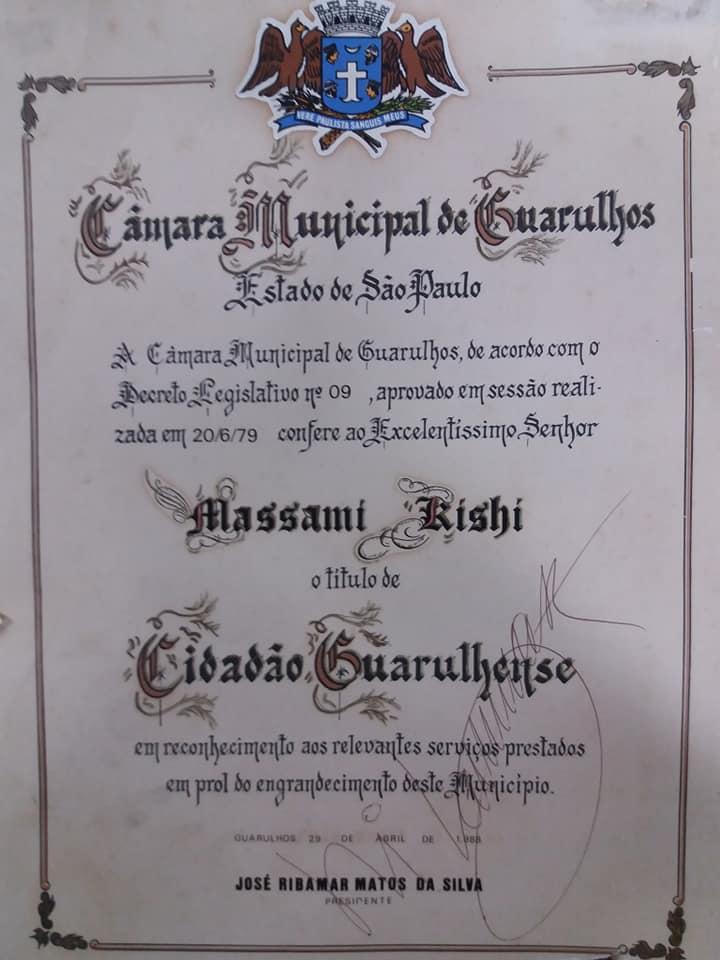 VERE PAULISTA SANGUIS MEUS
Câmara Municipal de Guarulhos
Estado de São Paulo
A Câmara Municipal de Guarulhos, de acordo com o
Decreto Legislativo nº 09 , aprovado em sessão reali-
zada em 20/6/79 confere ao Excelentíssimo Senhor
Massami Kishi
o título de
Cidadão Guarulhense
em reconhecimento aos relevantes serviços prestados
em prol do engrandecimento deste Município.
GUARULHOS 29 DE ABRIL DE 1.988
JOSÉ RIBAMAR MATOS DA SILVA
PRESIDENTE